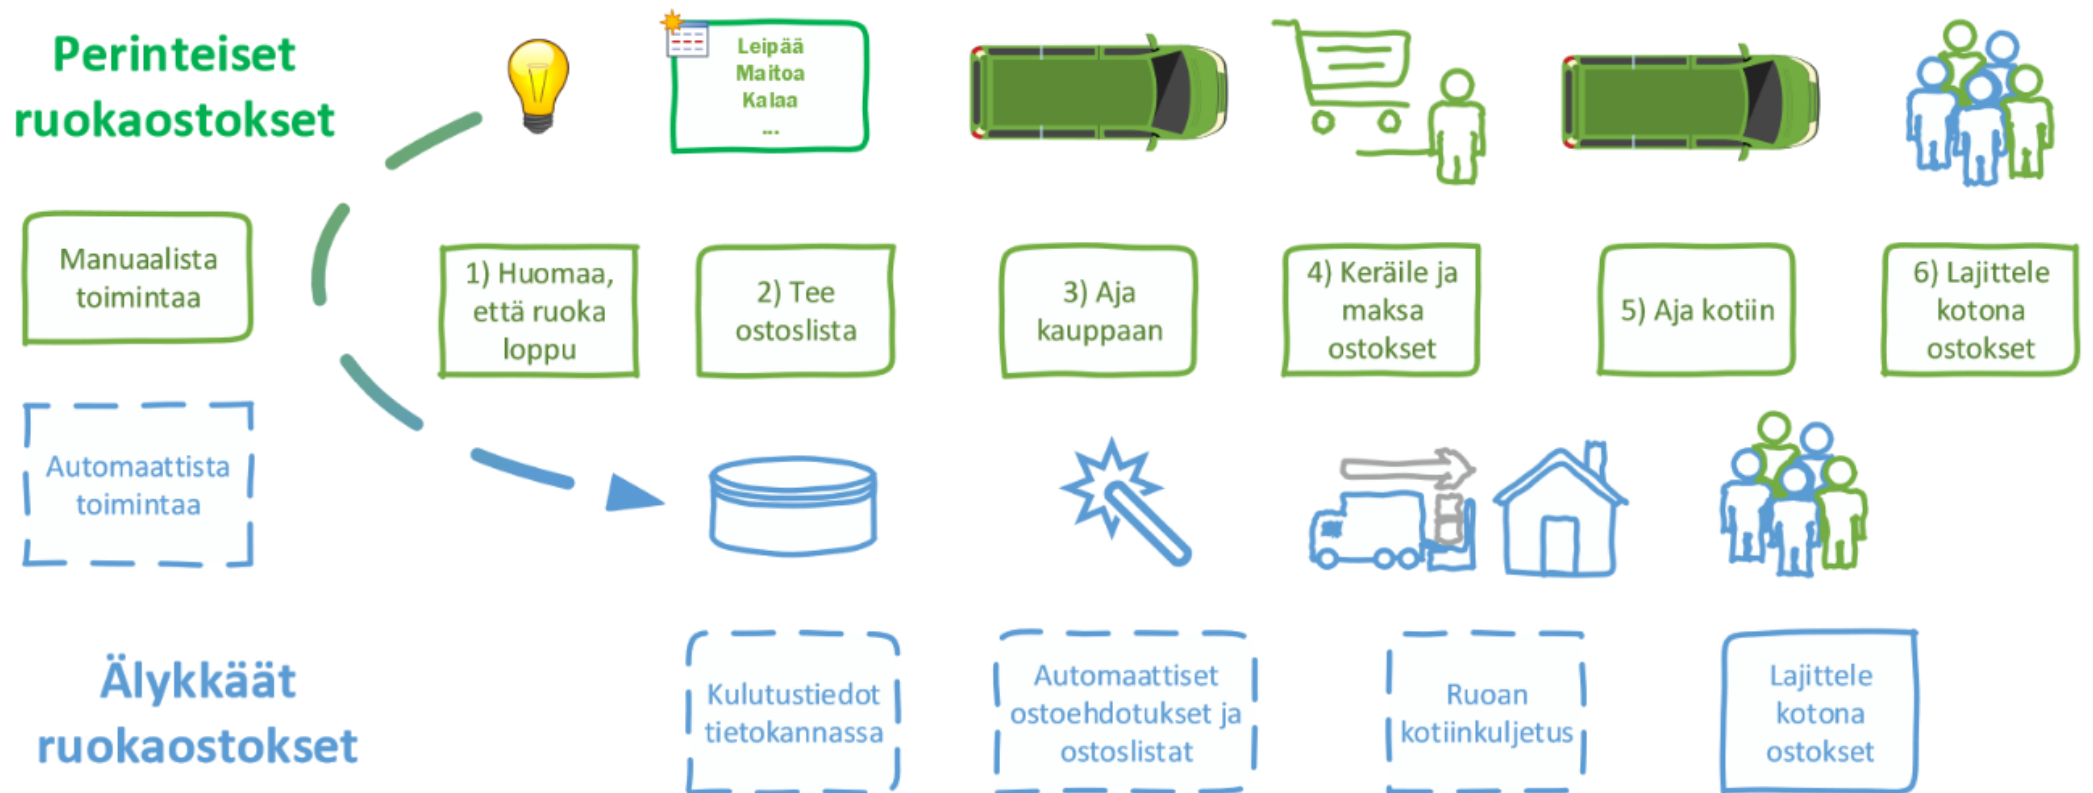 Perinteiset
ruokaostokset
Leipää
Maitoa
Kalaa
...
Manuaalista
toimintaa
1) Huomaa,
että ruoka
loppu
2) Tee
ostoslista
3) Aja
kauppaan
4) Keräile ja
maksa
ostokset
5) Aja kotiin
6) Lajittele
kotona
ostokset
Automaattista
toimintaa
Älykkäät
ruokaostokset
Kulutustiedot
tietokannassa
Automaattiset
ostoehdotukset ja
ostoslistat
Ruoan
kotiinkuljetus
Lajittele
kotona
ostokset